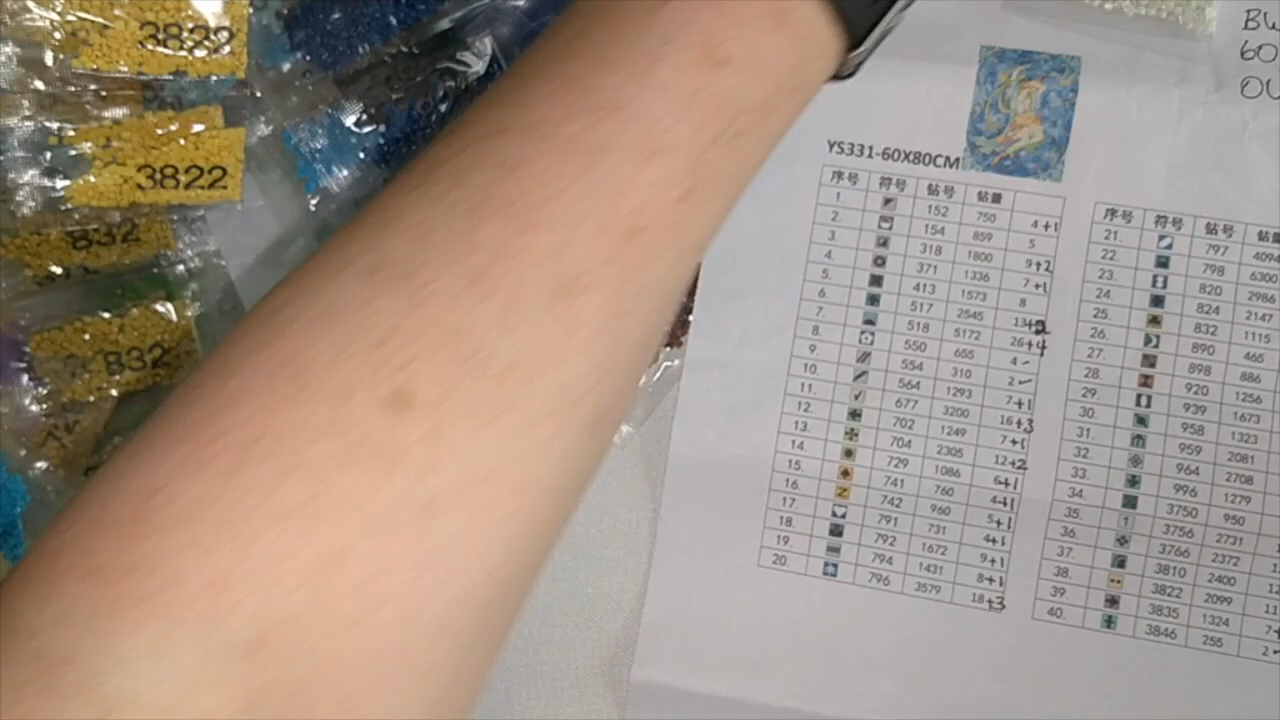 3822
3822
832
832
BW
60
OU
YS331-60X80CM
序号 符号 钻号 钻量
1. 152 750 4+1
2. 154 859 5
3. 318 1800 9+2
4. 371 1336 7+1
5. 413 1573 8
6. 517 2545 13+2
7. 518 5172 26+4
8. 550 655 4-
9. 554 310 2-
10. 564 1293 7+1
11. 677 3200 16+3
12. 702 1249 7+1
13. 704 2305 12+2
14. 729 1086 6+1
15. 741 760 4+1
16. Z 742 960 5+1
17. 791 731 4+1
18. 792 1672 9+1
19. 794 1431 8+1
20. 796 3579 18+3
序号 符号 钻号 钻量
21. 797 4094
22. 798 6300
23. 820 2986
24. 824 2147
25. 832 1115
26. 890 465
27. 898 886
28. 920 1256
29. 939 1673
30. 958 1323
31. 959 2081
32. 964 2708
33. 996 1279
34. 3750 950
35. 1 3756 2731
36. 3766 2372
37. 3810 2400
38. 3822 2099 11
39. 3835 1324 7+
40. 3846 255 2-